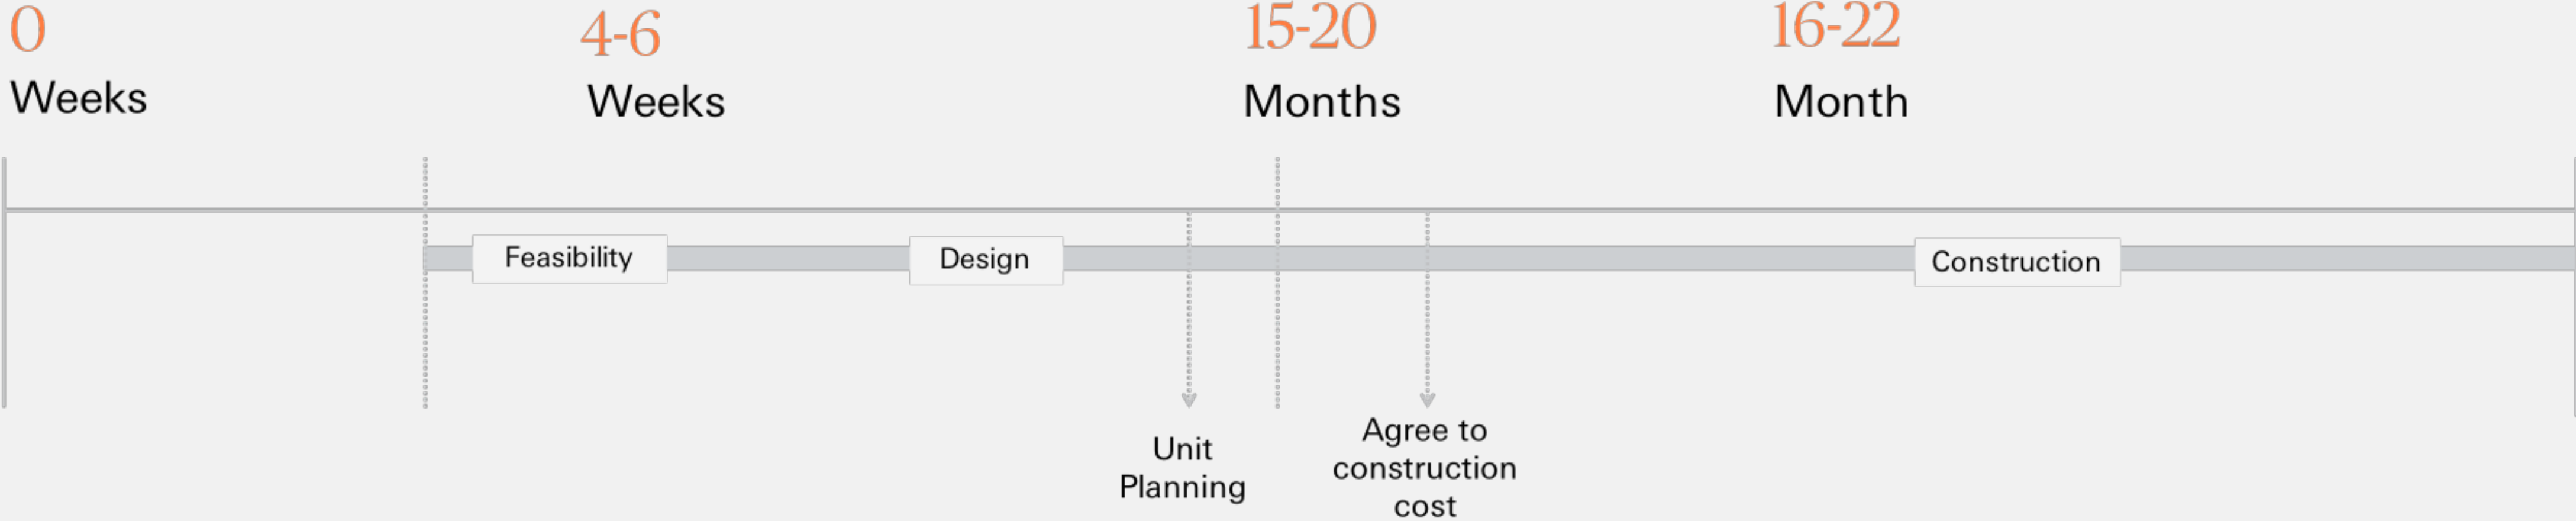 0
Weeks
4-6
Weeks
15-20
Months
16-22
Month
Feasibility
Design
Construction
Unit
Planning
Agree to
construction
cost